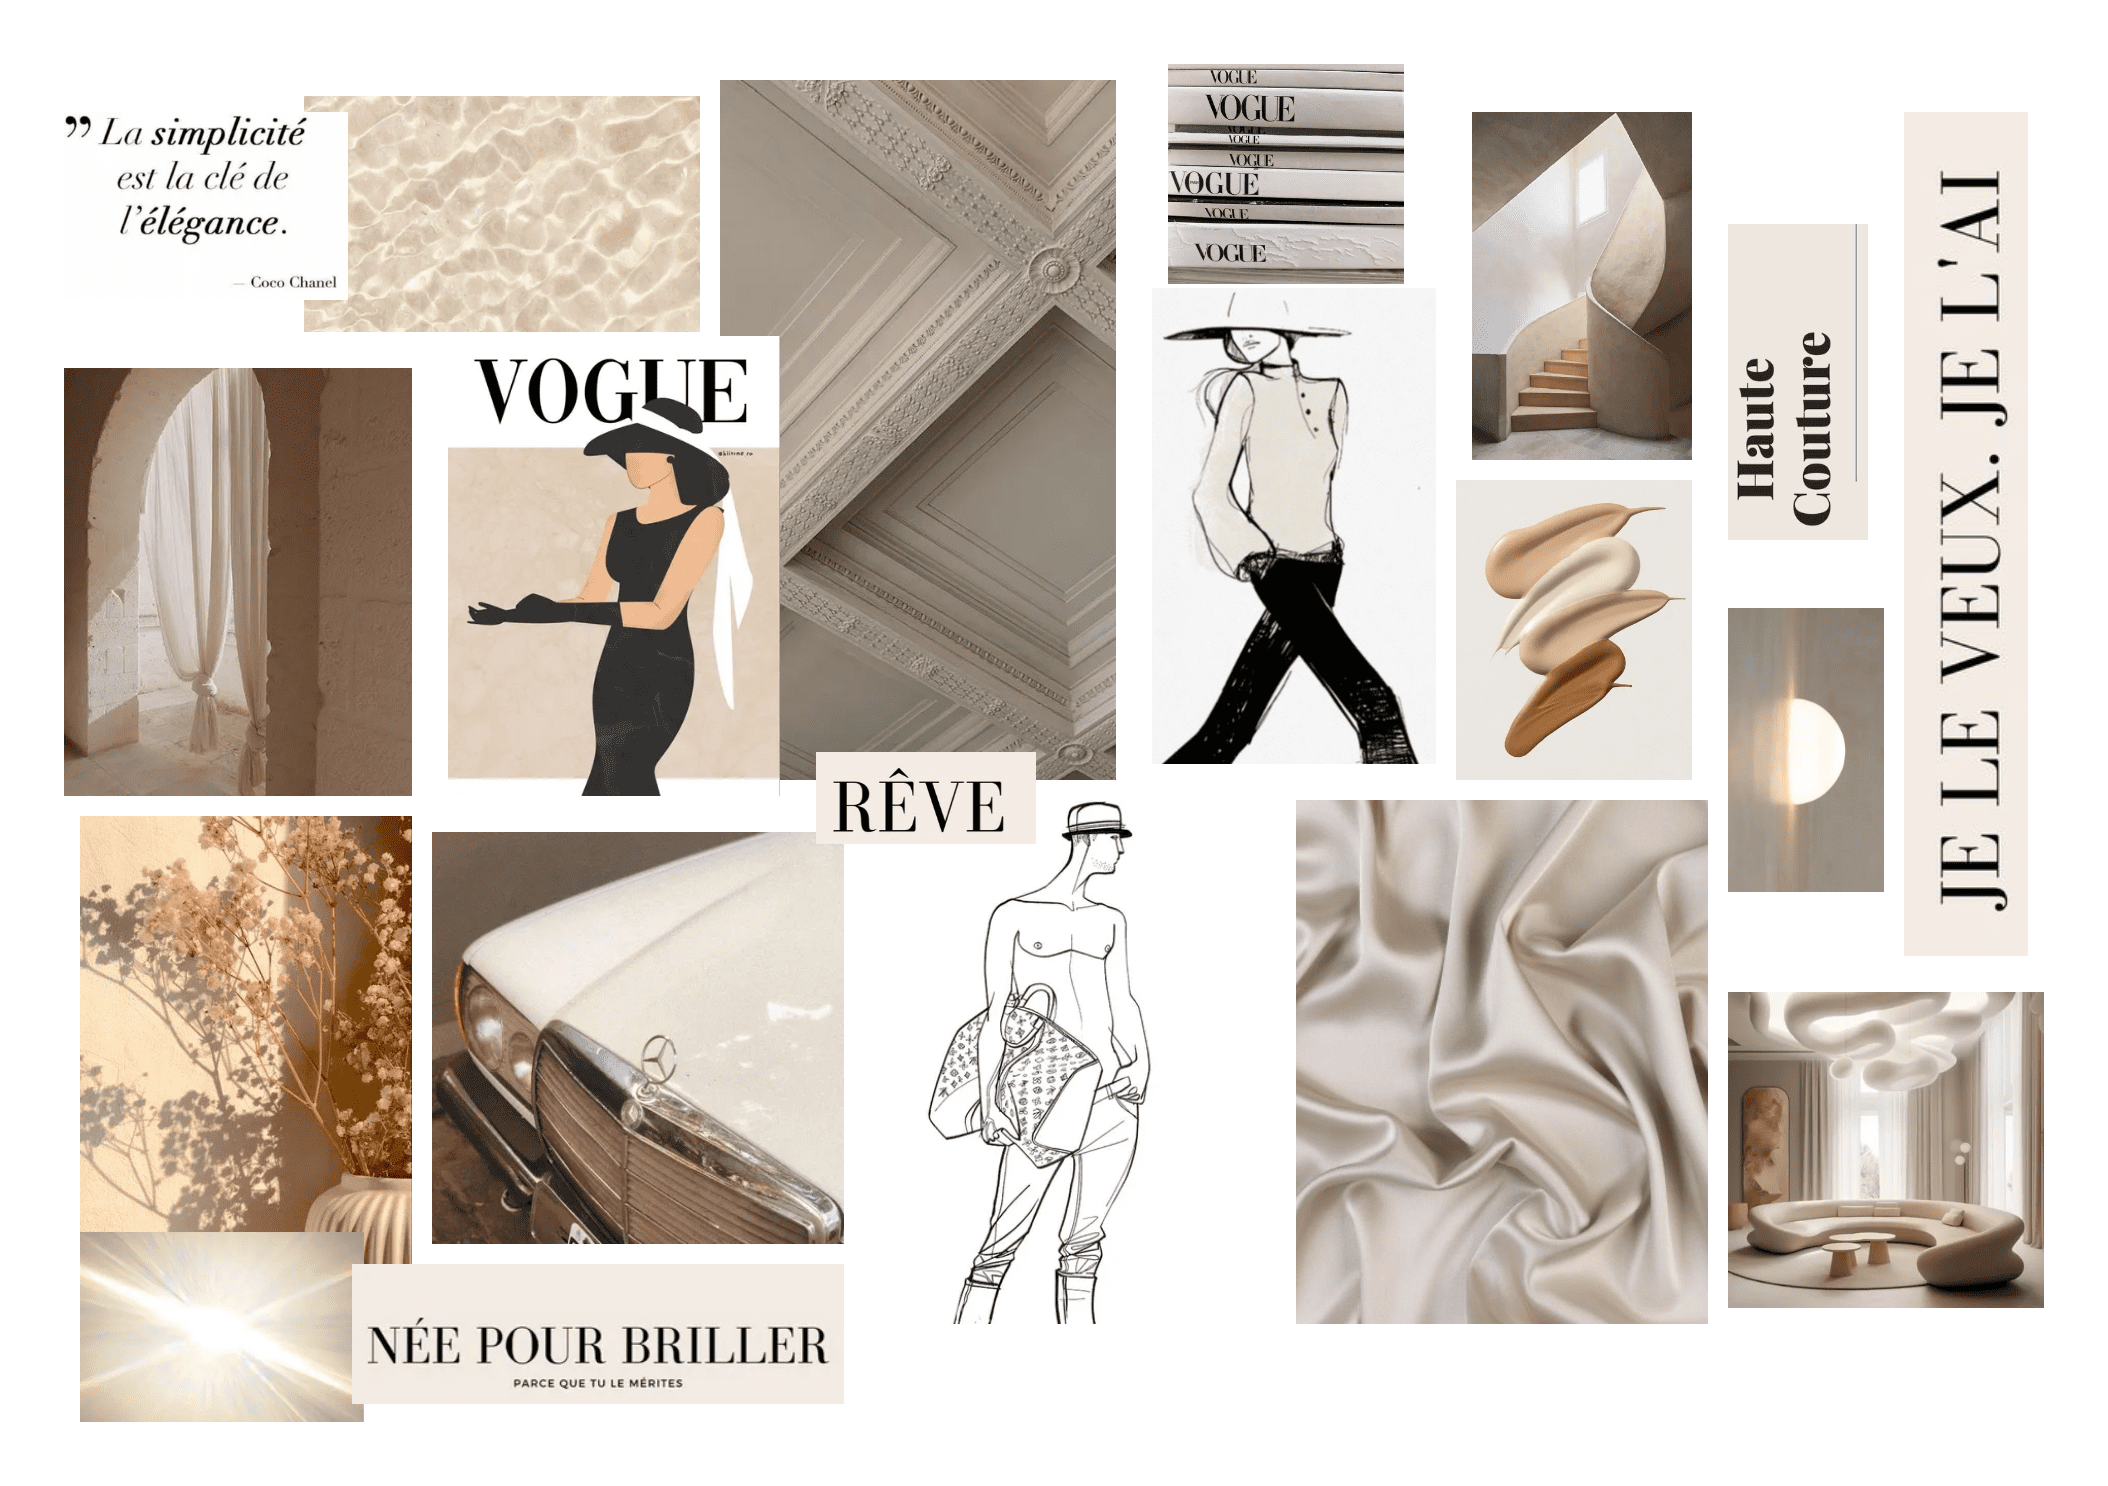 ” La simplicité
est la clé de
l’élégance.
— Coco Chanel
VOGUE
VOGUE
VOGUE
VOGUE
VOGUE
VOGUE
VOGUE
VOGUE
VOGUE
RÊVE
Haute
Couture
JE LE VEUX. JE L'AI
NÉE POUR BRILLER
PARCE QUE TU LE MÉRITES